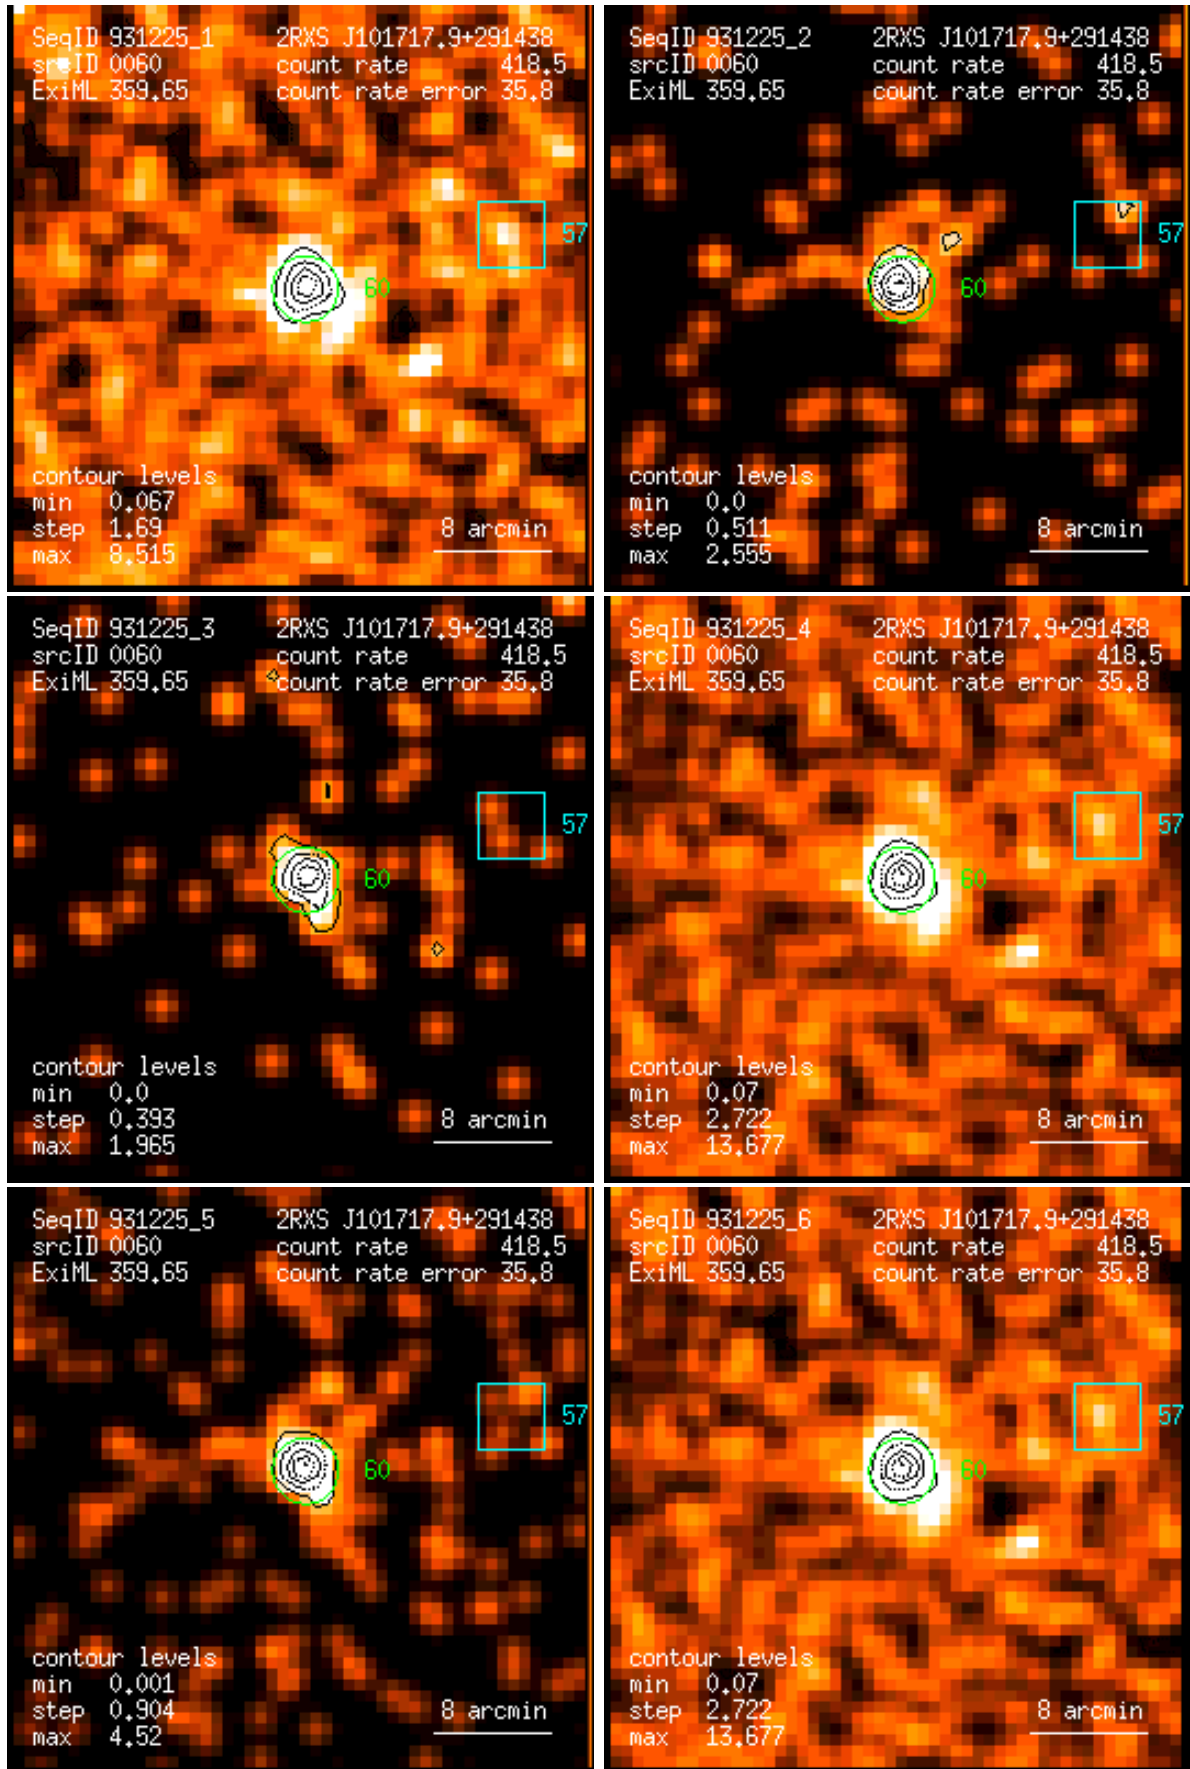 SeqID 931225_1 2RXS J101717.9+291438
srcID 0060 count rate 418.5
ExiML 359.65 count rate error 35.8
57
60
contour levels
min 0.067
step 1.69 8 arcmin
max 8.515
SeqID 931225_2 2RXS J101717.9+291438
srcID 0060 count rate 418.5
ExiML 359.65 count rate error 35.8
57
60
contour levels
min 0.0
step 0.511 8 arcmin
max 2.555
SeqID 931225_3 2RXS J101717.9+291438
srcID 0060 count rate 418.5
ExiML 359.65 count rate error 35.8
57
60
contour levels
min 0.0
step 0.393 8 arcmin
max 1.965
SeqID 931225_4 2RXS J101717.9+291438
srcID 0060 count rate 418.5
ExiML 359.65 count rate error 35.8
57
60
contour levels
min 0.07
step 2.722 8 arcmin
max 13.677
SeqID 931225_5 2RXS J101717.9+291438
srcID 0060 count rate 418.5
ExiML 359.65 count rate error 35.8
57
60
contour levels
min 0.001
step 0.904 8 arcmin
max 4.52
SeqID 931225_6 2RXS J101717.9+291438
srcID 0060 count rate 418.5
ExiML 359.65 count rate error 35.8
57
60
contour levels
min 0.07
step 2.722 8 arcmin
max 13.677